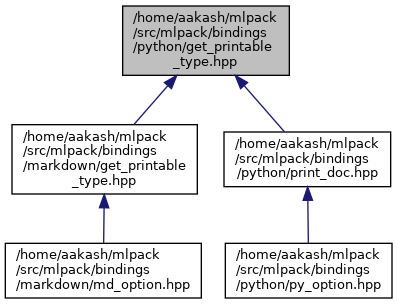 /home/aakash/mlpack
/src/mlpack/bindings
/python/get_printable
_type.hpp
/home/aakash/mlpack
/src/mlpack/bindings
/markdown/get_printable
_type.hpp
/home/aakash/mlpack
/src/mlpack/bindings
/python/print_doc.hpp
/home/aakash/mlpack
/src/mlpack/bindings
/markdown/md_option.hpp
/home/aakash/mlpack
/src/mlpack/bindings
/python/py_option.hpp